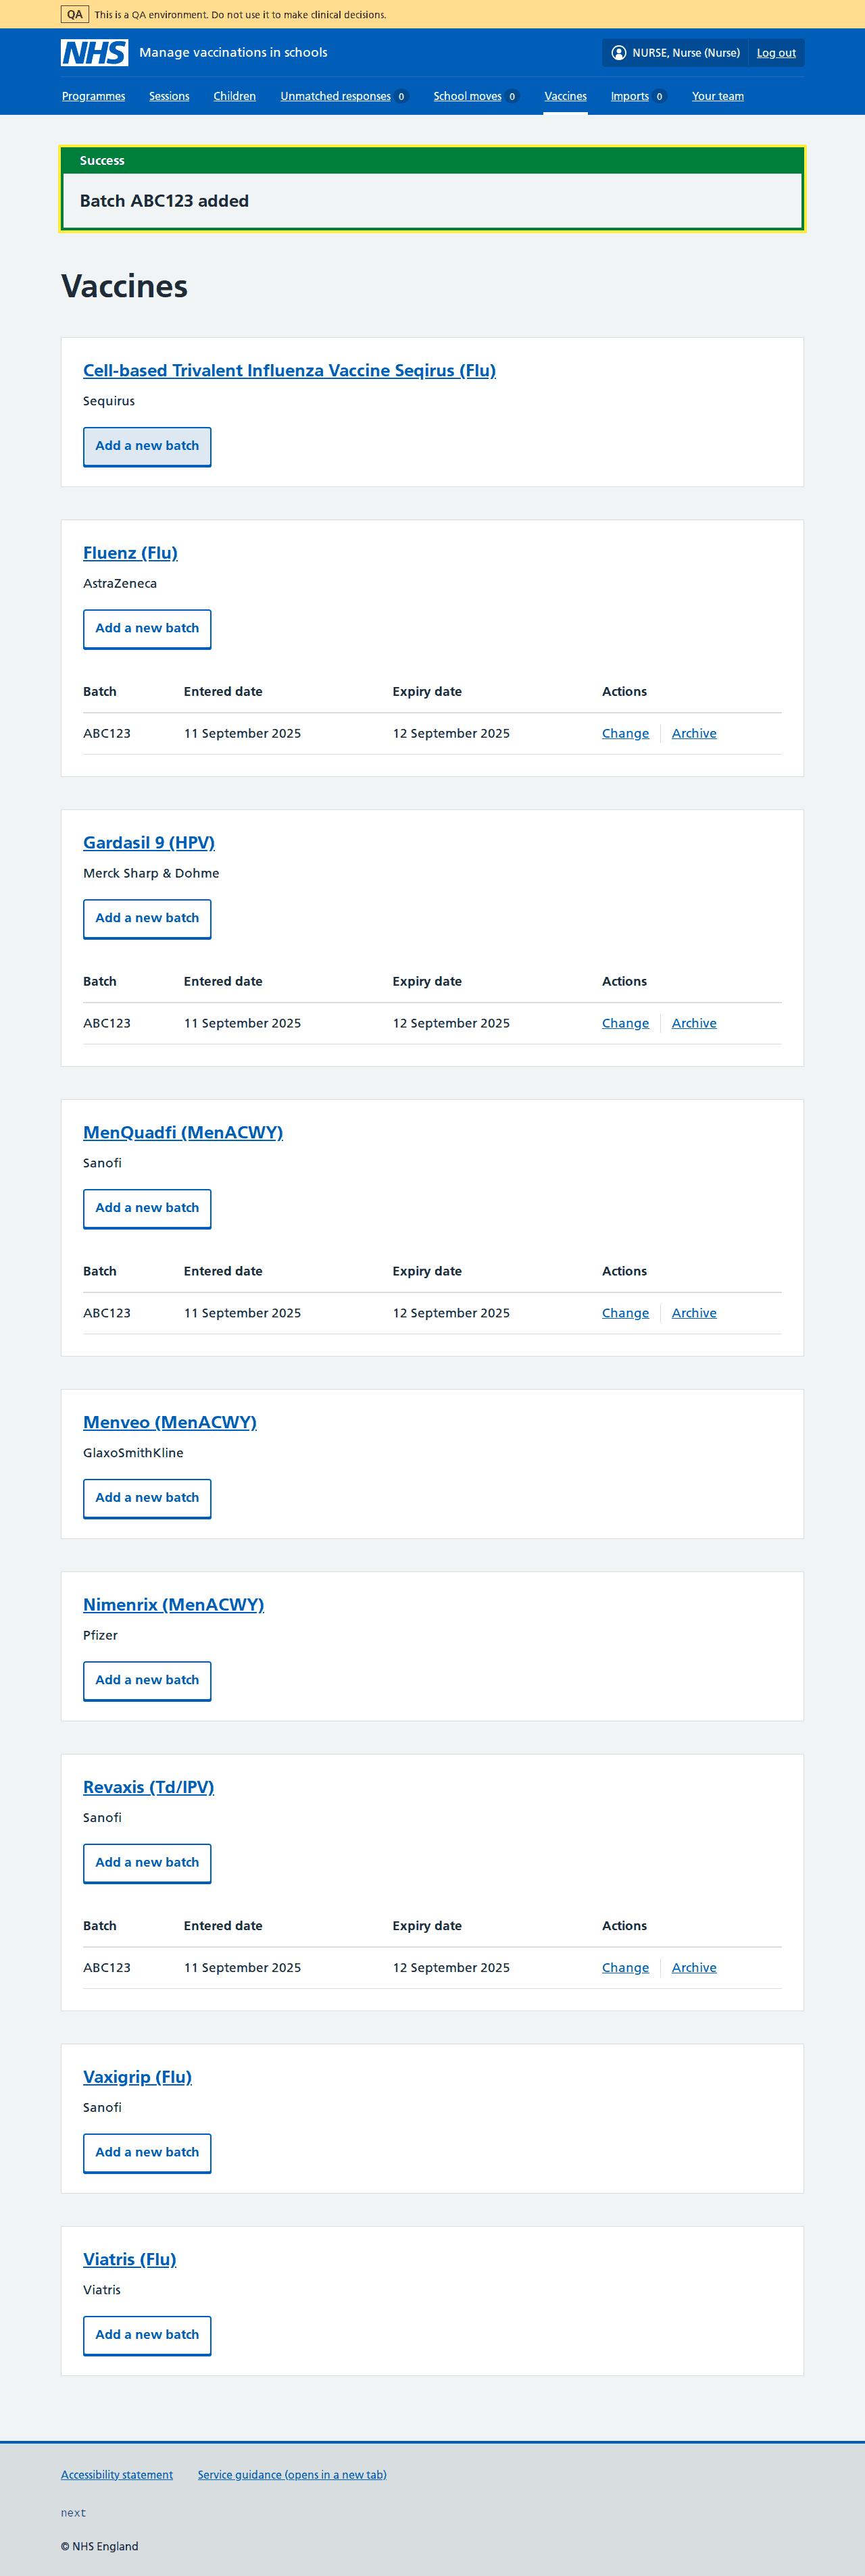 QA This is a QA environment. Do not use it to make clinical decisions.
NHS Manage vaccinations in schools NURSE, Nurse (Nurse) Log out
Programmes Sessions Children Unmatched responses 0 School moves 0 Vaccines Imports 0 Your team
Success
Batch ABC123 added
Vaccines
Cell-based Trivalent Influenza Vaccine Seqirus (Flu)
Sequirus
Add a new batch
Fluenz (Flu)
AstraZeneca
Add a new batch
Batch Entered date Expiry date Actions
ABC123 11 September 2025 12 September 2025 Change Archive
Gardasil 9 (HPV)
Merck Sharp & Dohme
Add a new batch
Batch Entered date Expiry date Actions
ABC123 11 September 2025 12 September 2025 Change Archive
MenQuadfi (MenACWY)
Sanofi
Add a new batch
Batch Entered date Expiry date Actions
ABC123 11 September 2025 12 September 2025 Change Archive
Menveo (MenACWY)
GlaxoSmithKline
Add a new batch
Nimenrix (MenACWY)
Pfizer
Add a new batch
Revaxis (Td/IPV)
Sanofi
Add a new batch
Batch Entered date Expiry date Actions
ABC123 11 September 2025 12 September 2025 Change Archive
Vaxigrip (Flu)
Sanofi
Add a new batch
Viatris (Flu)
Viatris
Add a new batch
Accessibility statement Service guidance (opens in a new tab)
next
© NHS England